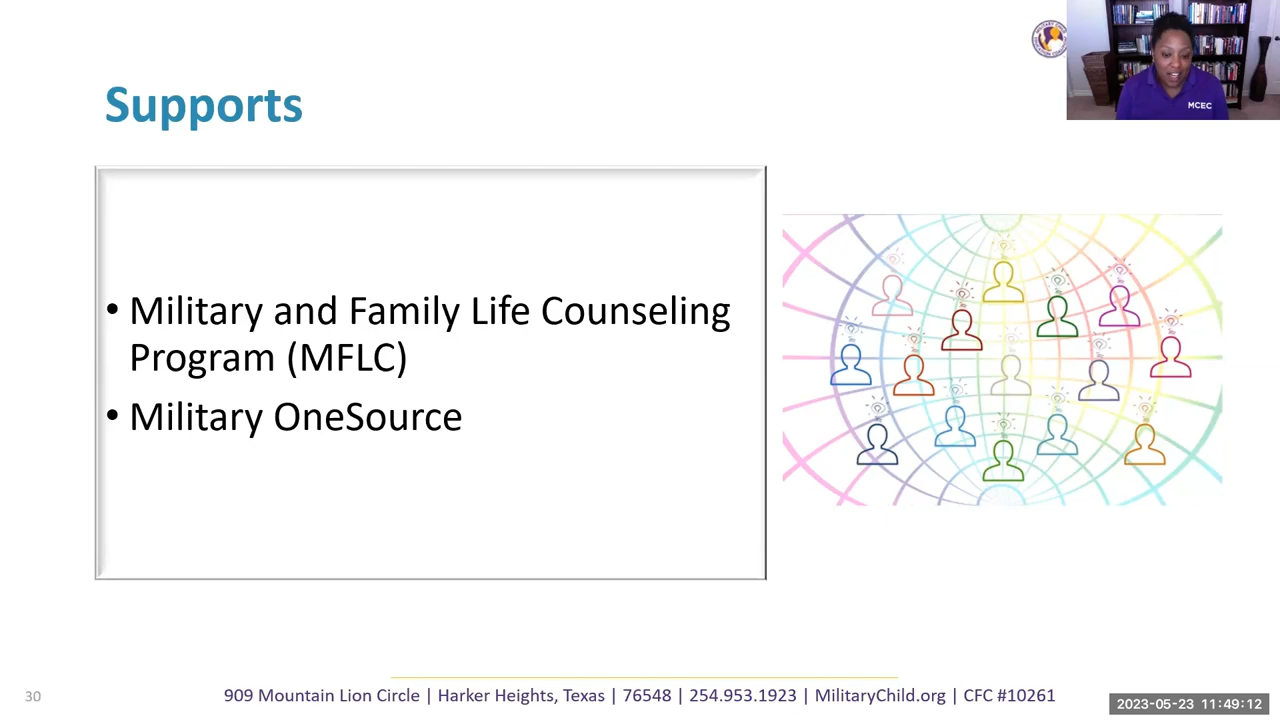 MCEC
Supports
• Military and Family Life Counseling
Program (MFLC)
• Military OneSource
30
909 Mountain Lion Circle | Harker Heights, Texas | 76548 | 254.953.1923 | MilitaryChild.org | CFC #10261
2023-05-23 11:49:12